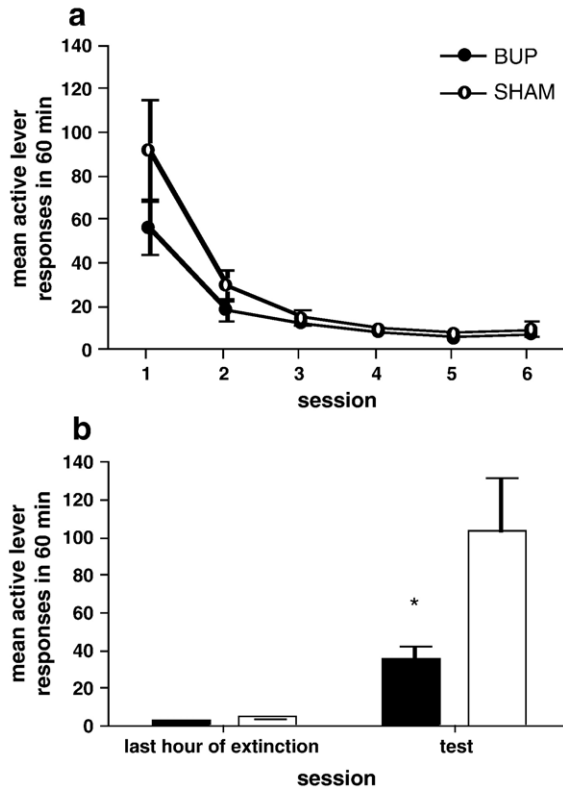 a
140
120
100
80
60
40
20
0
mean active lever
responses in 60 min
BUP
SHAM
1 2 3 4 5 6
session
b
140
120
100
80
60
40
20
0
mean active lever
responses in 60 min
*
last hour of extinction test
session